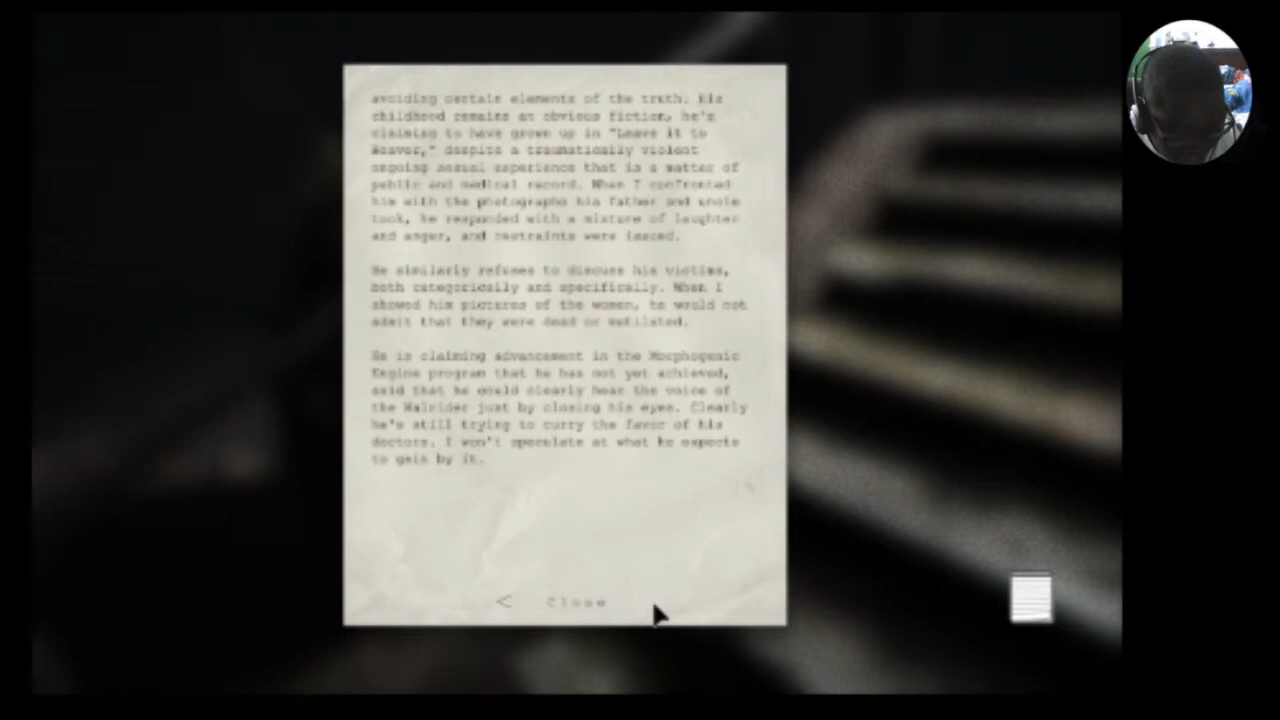 avoiding certain elements of the truth. His
childhood remains an obvious fiction, he's
claiming to have grown up in "Leave it to
Beaver," despite a traumatically violent
ongoing sexual experience that is a matter of
public and medical record. When I confronted
him with the photographs his father and uncle
took, he responded with a mixture of laughter
and anger, and restraints were issued.
He similarly refuses to discuss his victims,
both categorically and specifically. When I
showed him pictures of the women, he would not
admit that they were dead or mutilated.
He is claiming advancement in the Morphogenic
Engine program that he has not yet achieved,
said that he could clearly hear the voice of
the Walrider just by closing his eyes. Clearly
he's still trying to curry the favor of his
doctors. I won't speculate at what he expects
to gain by it.
< Close